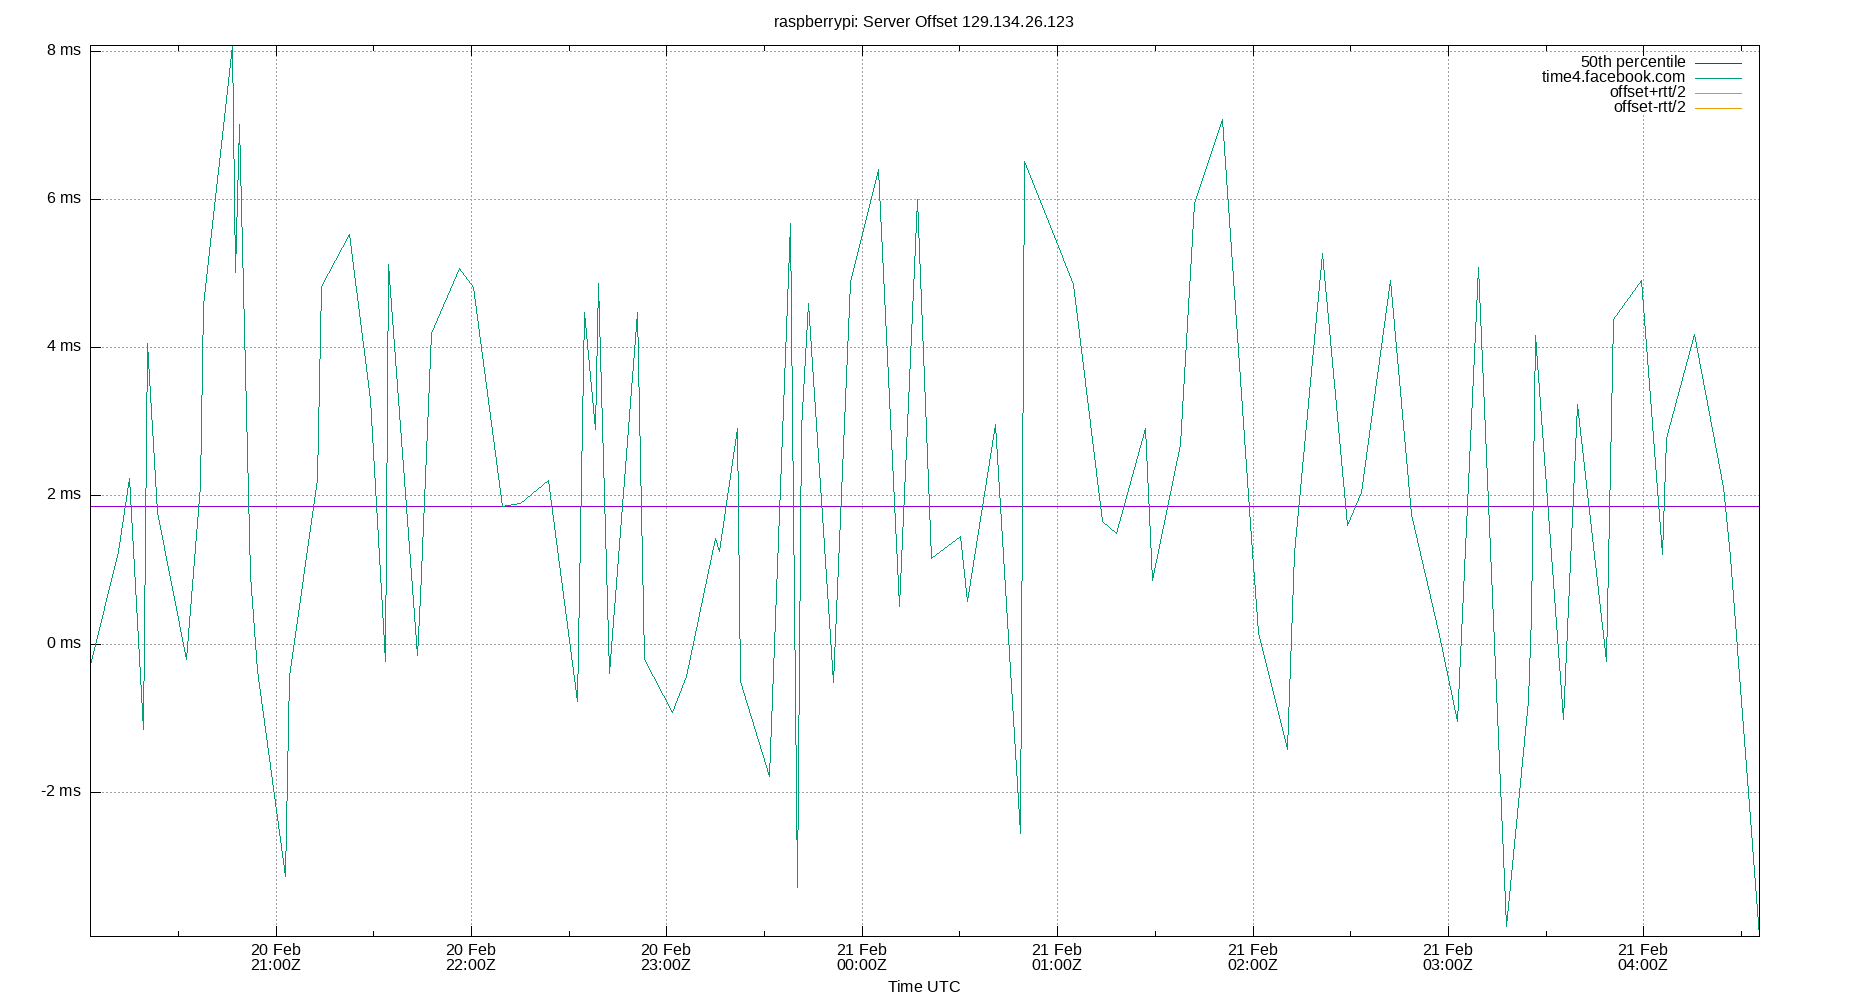 raspberrypi: Server Offset 129.134.26.123
8 ms
6 ms
4 ms
2 ms
0 ms
-2 ms
50th percentile
time4.facebook.com
offset+rtt/2
offset-rtt/2
20 Feb 20 Feb 20 Feb 21 Feb 21 Feb 21 Feb 21 Feb 21 Feb
21:00Z 22:00Z 23:00Z 00:00Z 01:00Z 02:00Z 03:00Z 04:00Z
Time UTC